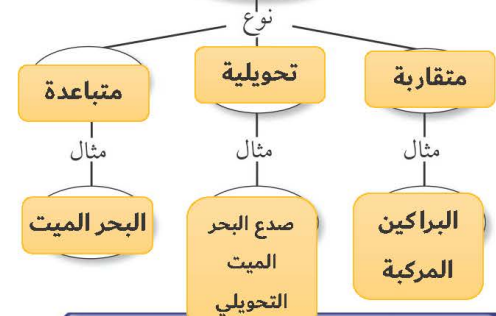 نوع
متقاربة
تحويلية
متباعدة
مثال
مثال
مثال
البراكين
المركبة
صدع البحر
الميت
التحويلي
البحر الميت